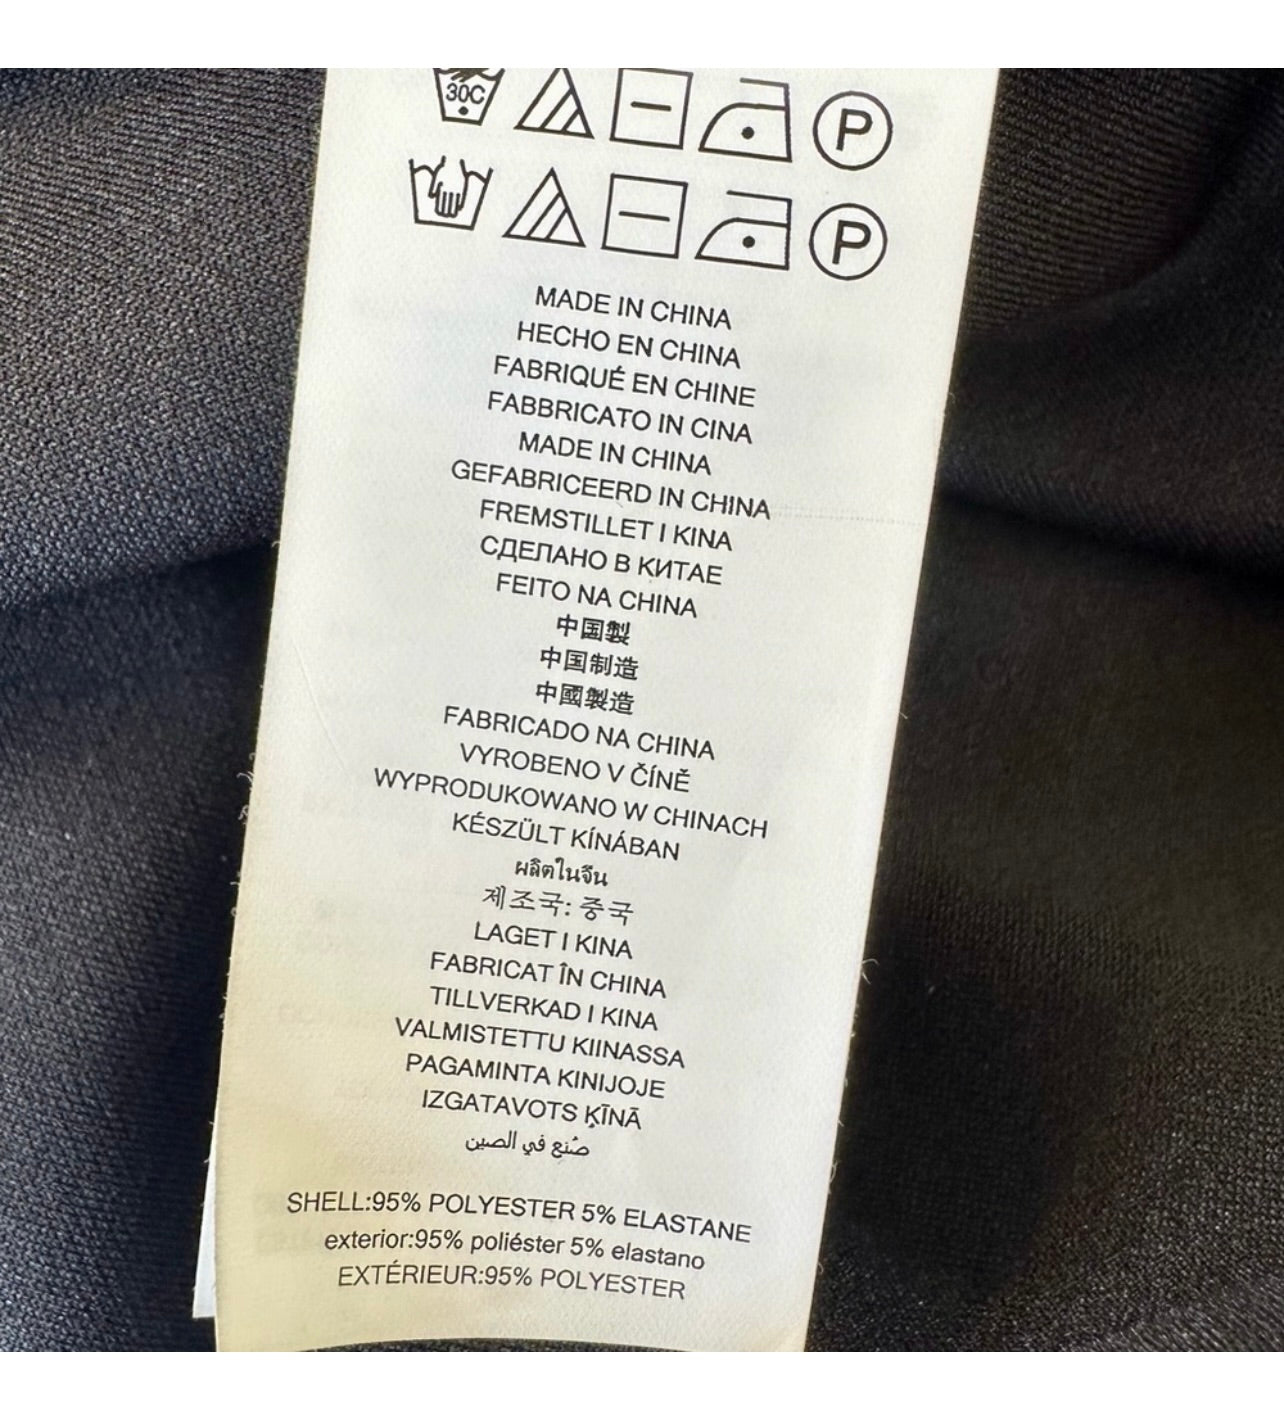 30C
P
P
MADE IN CHINA
HECHO EN CHINA
FABRIQUÉ EN CHINE
FABBRICATO IN CINA
MADE IN CHINA
GEFABRICEERD IN CHINA
FREMSTILLET I KINA
СДЕЛАНО В КИТАЕ
FEITO NA CHINA
中国製
中国制造
中國製造
FABRICADO NA CHINA
VYROBENO V ČÍNĚ
WYPRODUKOWANO W CHINACH
KÉSZÜLT KÍNÁBAN
ผลิตในจีน
제조국: 중국
LAGET I KINA
FABRICAT ÎN CHINA
TILLVERKAD I KINA
VALMISTETTU KIINASSA
PAGAMINTA KINIJOJE
IZGATAVOTS ĶĪNĀ
صُنع في الصين
SHELL:95% POLYESTER 5% ELASTANE
exterior:95% poliéster 5% elastano
EXTÉRIEUR:95% POLYESTER